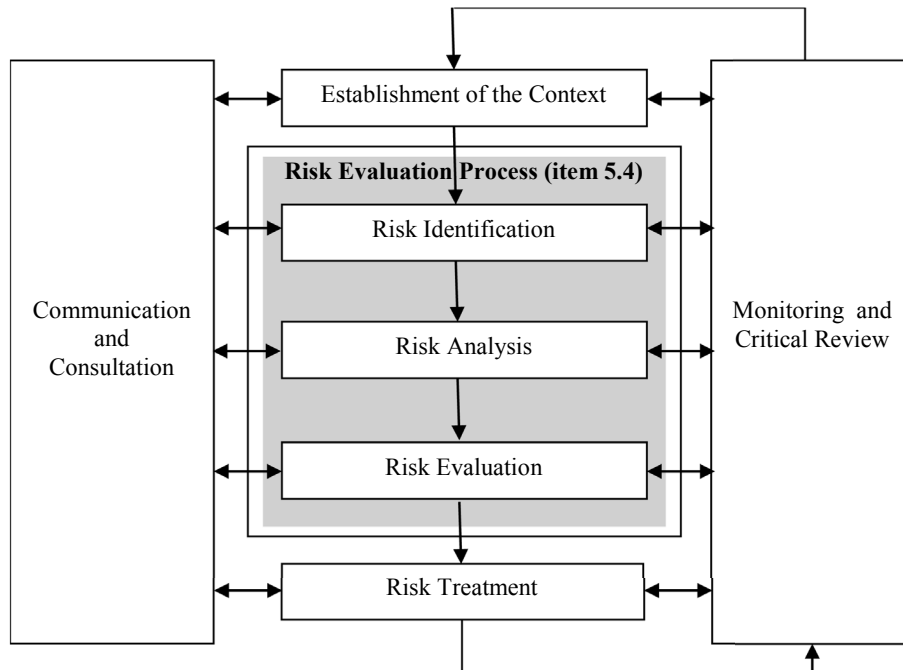 Establishment of the Context
Risk Evaluation Process (item 5.4)
Risk Identification
Communication
and
Consultation
Risk Analysis
Monitoring and
Critical Review
Risk Evaluation
Risk Treatment